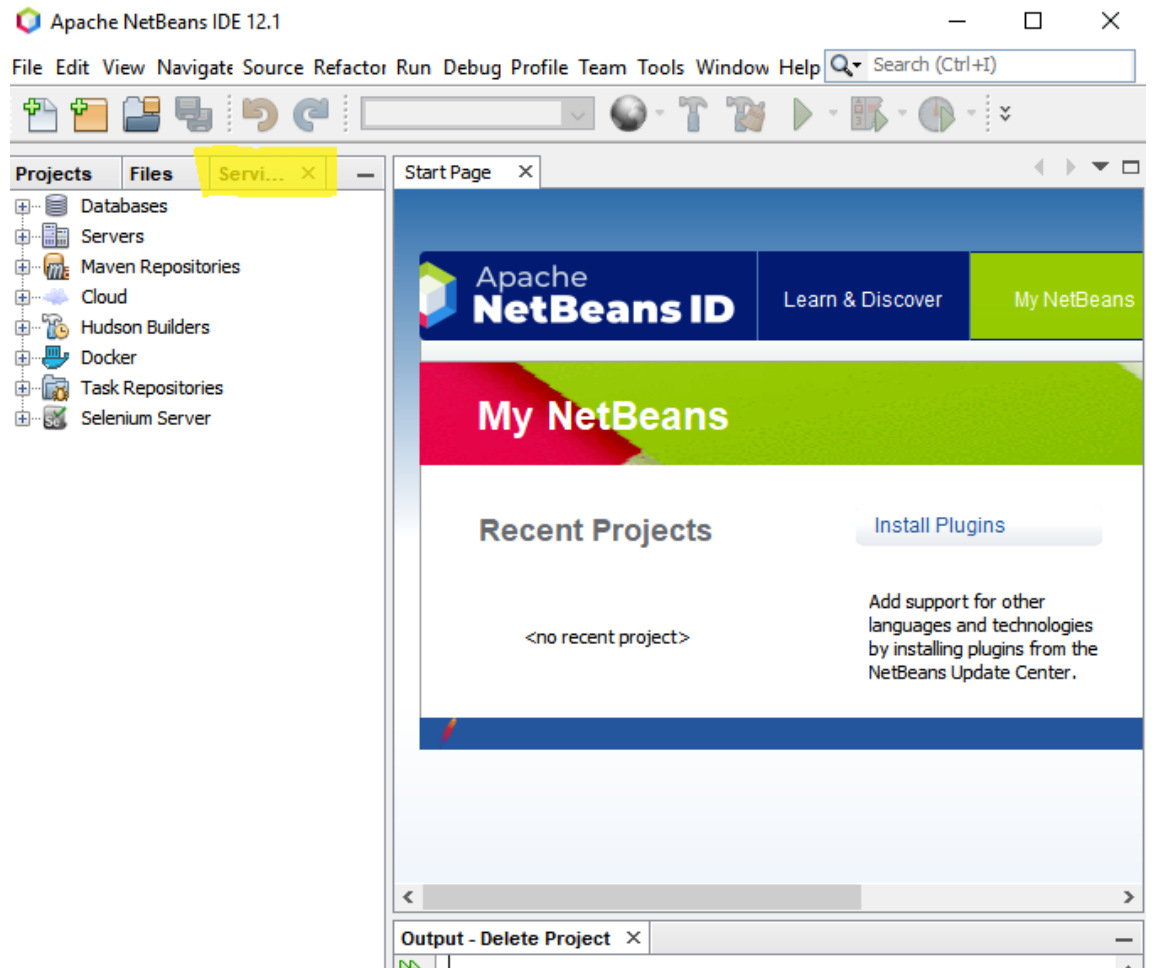 Apache NetBeans IDE 12.1
File Edit View Navigate Source Refactor Run Debug Profile Team Tools Window Help Search (Ctrl+I)
Projects Files Servi...
Databases
Servers
Maven Repositories
Cloud
Hudson Builders
Docker
Task Repositories
Selenium Server
Start Page
Apache
NetBeans ID
Learn & Discover
My NetBeans
My NetBeans
Recent Projects
<no recent project>
Install Plugins
Add support for other
languages and technologies
by installing plugins from the
NetBeans Update Center.
Output - Delete Project